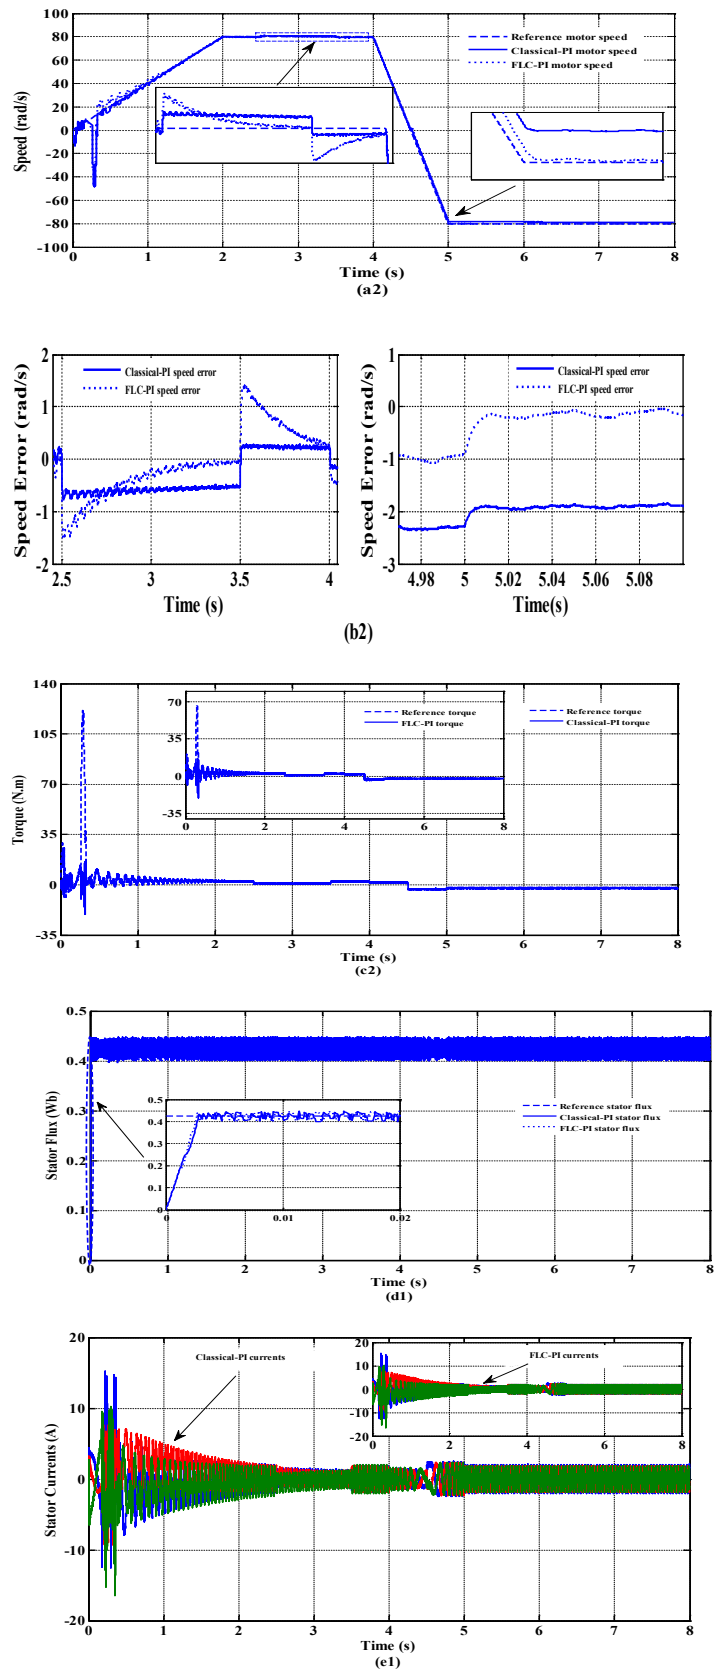 100
80
60
40
20
0
-20
-40
-60
-80
-100
Speed (rad/s)
Reference motor speed
Classical-PI motor speed
FLC-PI motor speed
0 1 2 3 4 5 6 7 8
Time (s)
(a2)
2
1
0
-1
-2
Speed Error (rad/s)
Classical-PI speed error
FLC-PI speed error
2.5 3 3.5 4
Time (s)
1
0
-1
-2
-3
Speed Error (rad/s)
Classical-PI speed error
FLC-PI speed error
4.98 5 5.02 5.04 5.06 5.08
Time(s)
(b2)
140
105
70
35
0
-35
Torque (N.m)
70
35
0
-35
Reference torque
FLC-PI torque
0 2 4 6 8
Reference torque
Classical-PI torque
0 1 2 3 4 5 6 7 8
Time (s)
(c2)
0.5
0.4
0.3
0.2
0.1
0
Stator Flux (Wb)
0.5
0.4
0.3
0.2
0.1
0
0 0.01 0.02
Reference stator flux
Classical-PI stator flux
FLC-PI stator flux
0 1 2 3 4 5 6 7 8
Time (s)
(d1)
20
10
0
-10
-20
Stator Currents (A)
Classical-PI currents
20
10
0
-10
-20
FLC-PI currents
0 2 4 6 8
0 1 2 3 4 5 6 7 8
Time (s)
(e1)